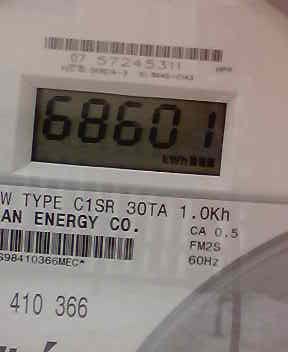 07 57245311
68601
kWh
W TYPE C1SR 30TA 1.0Kh
AN ENERGY CO.
CA 0.5
FM2S
60Hz
S98410366MEC*
410 366